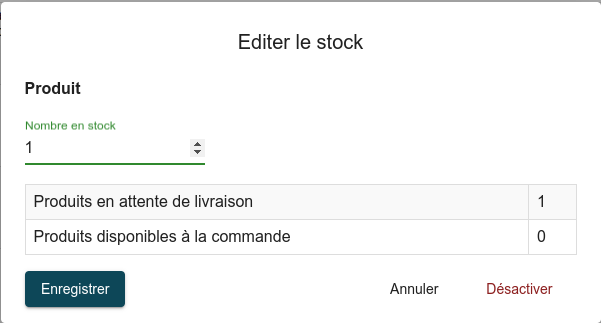 Editer le stock
Produit
Nombre en stock
1
Produits en attente de livraison 1
Produits disponibles à la commande 0
Enregistrer Annuler Désactiver